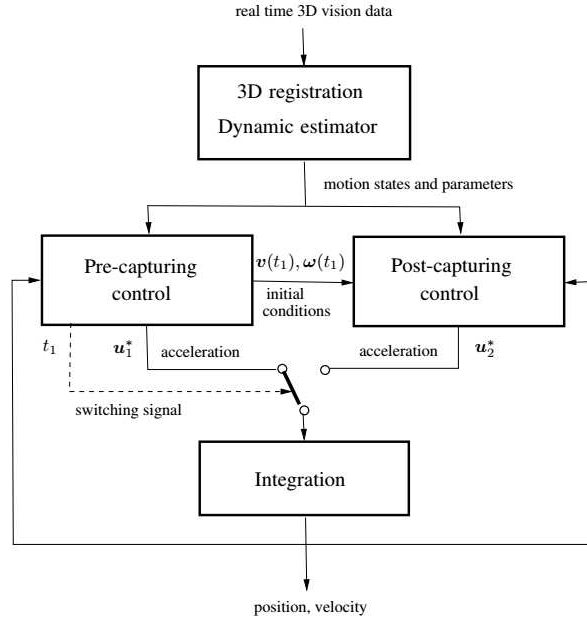 real time 3D vision data
3D registration
Dynamic estimator
motion states and parameters
Pre-capturing
control
v(t₁), ω(t₁)
initial
conditions
Post-capturing
control
t₁
u₁*
acceleration
acceleration
u₂*
switching signal
Integration
position, velocity